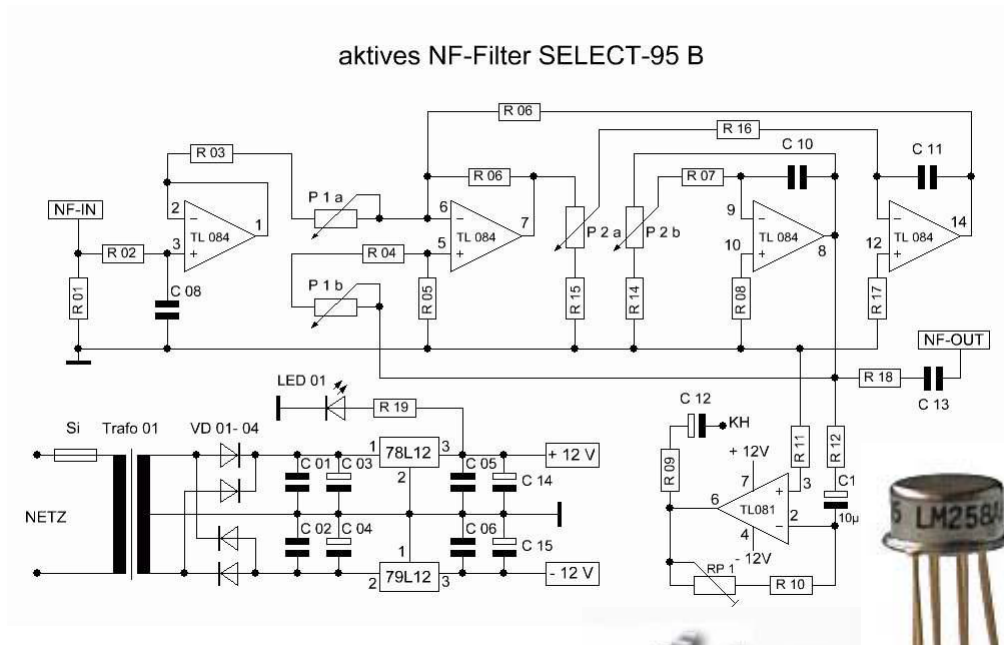 aktives NF-Filter SELECT-95 B
R 06
R 16
C 10
C 11
R 03
R 06
R 07
P 1 a
2
1
TL 084
3
+
6
7
TL 084
5
+
9
8
TL 084
10
+
14
TL 084
12
+
NF-IN
R 02
R 04
P 2 a
P 2 b
R 01
C 08
P 1 b
R 05
R 15
R 14
R 08
R 17
NF-OUT
R 18
C 13
LED 01
R 19
C 12
KH
Si
Trafo 01
VD 01- 04
1
78L12
3
2
C 01
C 03
C 05
C 14
+ 12 V
NETZ
C 02
C 04
C 06
C 15
1
2
79L12
3
- 12 V
R 09
+ 12V
7
R 11
R 12
3
+
6
TL081
2
4
- 12V
C1
10µ
RP 1
R 10
5 LM258A